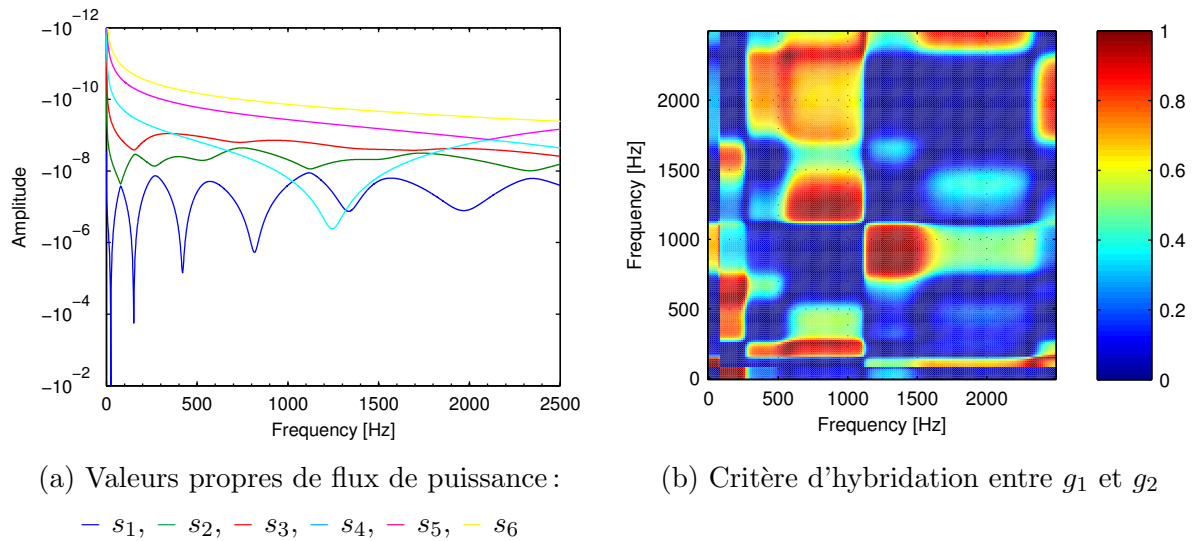 -10 -12
-10 -10
-10 -10
-10 -8
-10
-10 -6
-10 -4
-10 -2
Amplitude
0 500 1000 1500 2000 2500
Frequency [Hz]
(a) Valeurs propres de flux de puissance :
s1, s2, s3, s4, s5, s6
2000
1500
1000
500
0
Frequency [Hz]
0 500 1000 1500 2000
Frequency [Hz]
1
0.8
0.6
0.4
0.2
0
(b) Critère d'hybridation entre g1 et g2